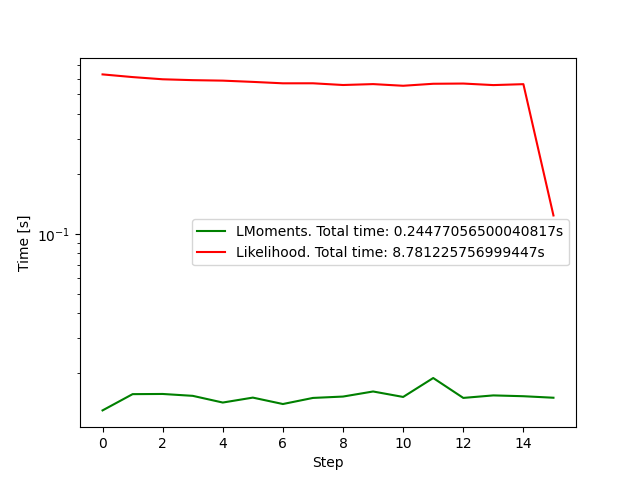 Time [s]
10⁻¹
LMoments. Total time: 0.24477056500040817s
Likelihood. Total time: 8.781225756999447s
0 2 4 6 8 10 12 14
Step